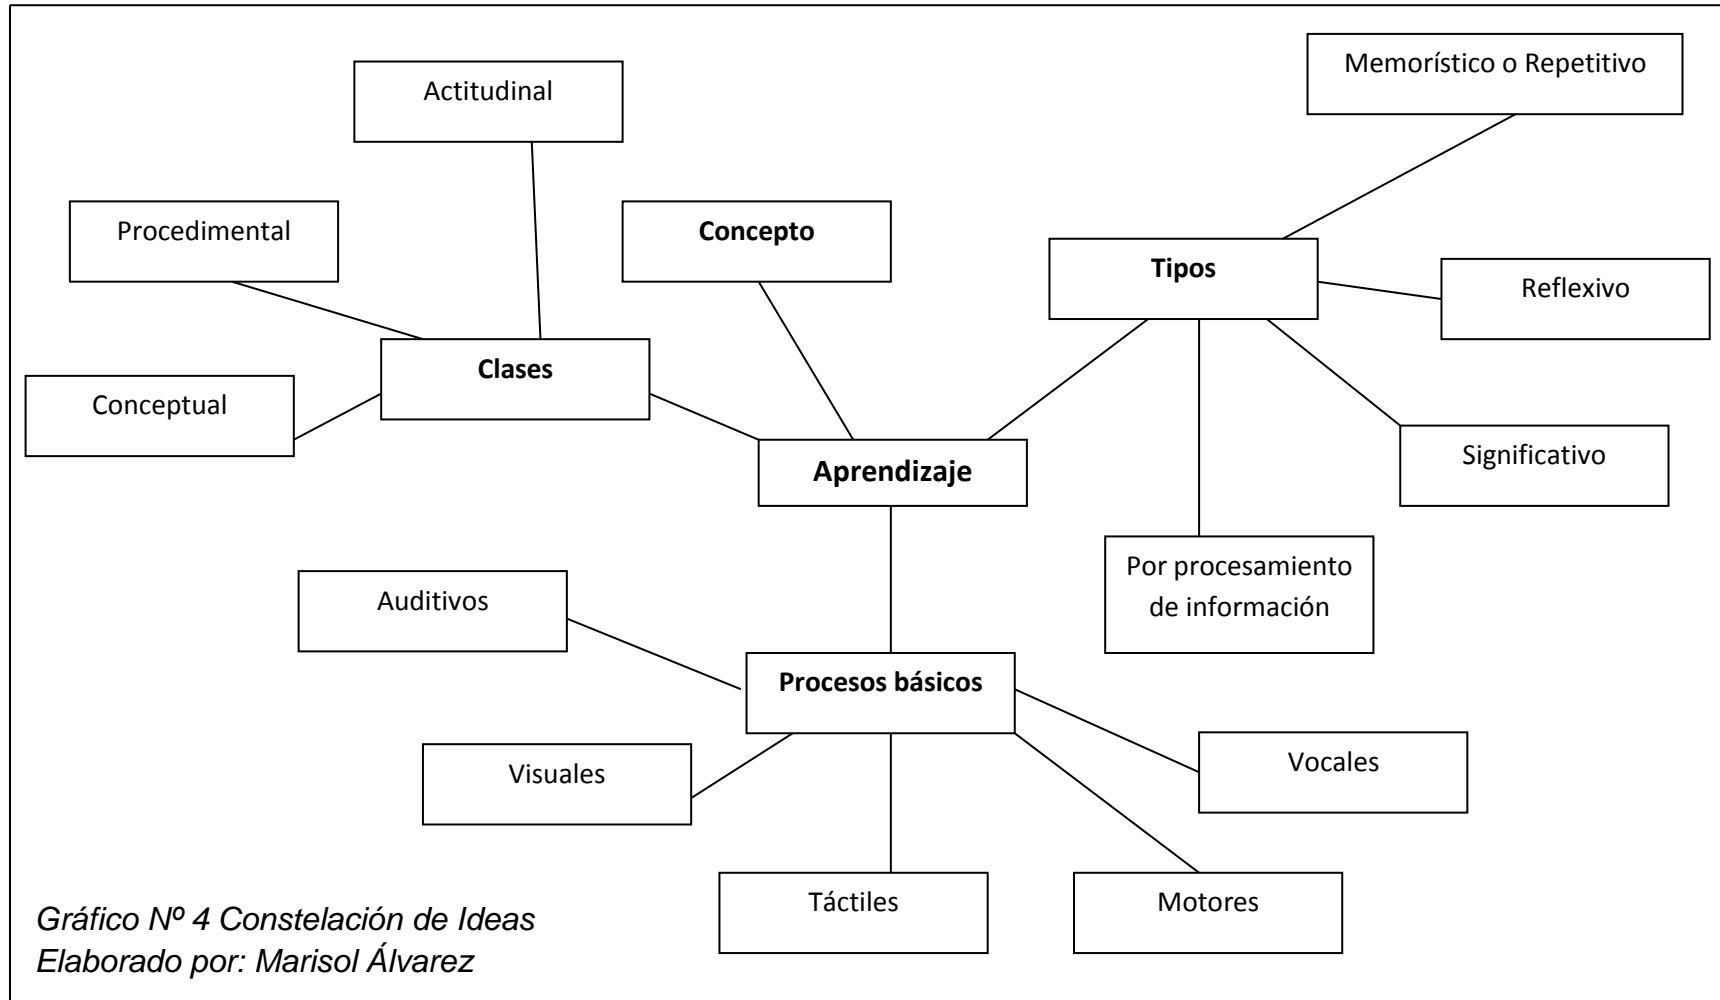 Memorístico o Repetitivo
Actitudinal
Procedimental
Concepto
Tipos
Reflexivo
Clases
Conceptual
Significativo
Aprendizaje
Por procesamiento
de información
Auditivos
Procesos básicos
Visuales
Vocales
Táctiles
Motores
Gráfico Nº 4 Constelación de Ideas
Elaborado por: Marisol Álvarez